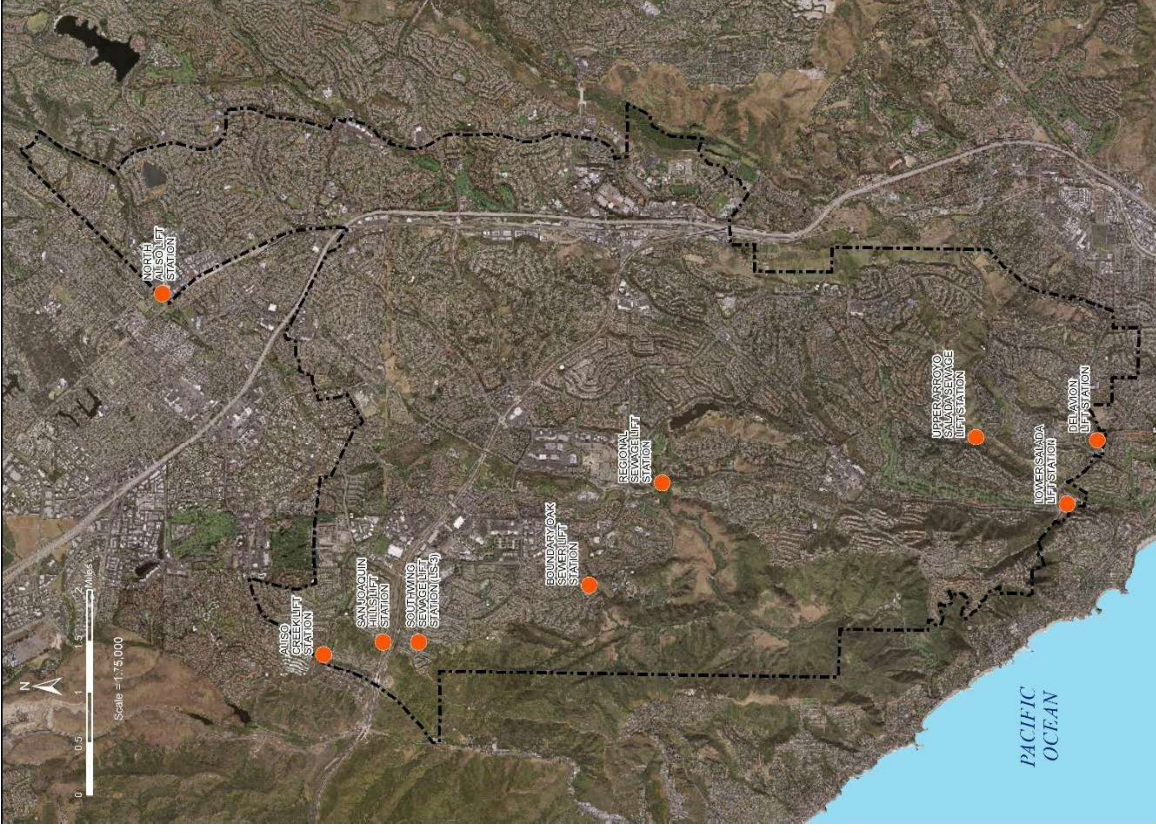 N
0 0.5 1 1.5 2
Miles
Scale = 1:75,000
NORTH
ALISO LIFT
STATION
ALISO
CREEK LIFT
STATION
SAN JOAQUIN
HILLS LIFT
STATION
SOUTHWING
SEWAGE LIFT
STATION (LS-3)
BOUNDARY OAK
SEWER LIFT
STATION
REGIONAL
SEWAGE LIFT
STATION
UPPER ARROYO
SALADA SEWAGE
LIFT STATION
LOWER SALADA
LIFT STATION
DEL AVION
LIFT STATION
PACIFIC
OCEAN